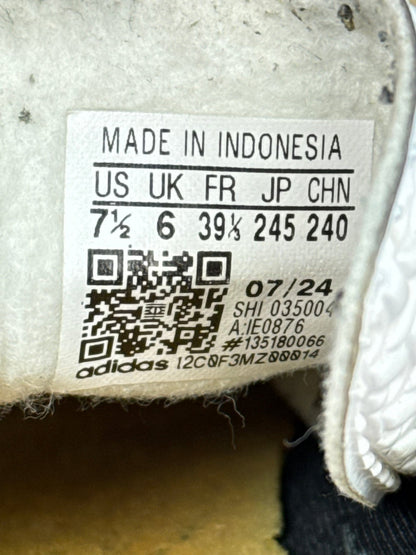 MADE IN INDONESIA
US UK FR JP CHN
7½ 6 39⅓ 245 240
07/24
SHI 035004
A:IE0876
#135180066
adidas 12C0F3MZ00014